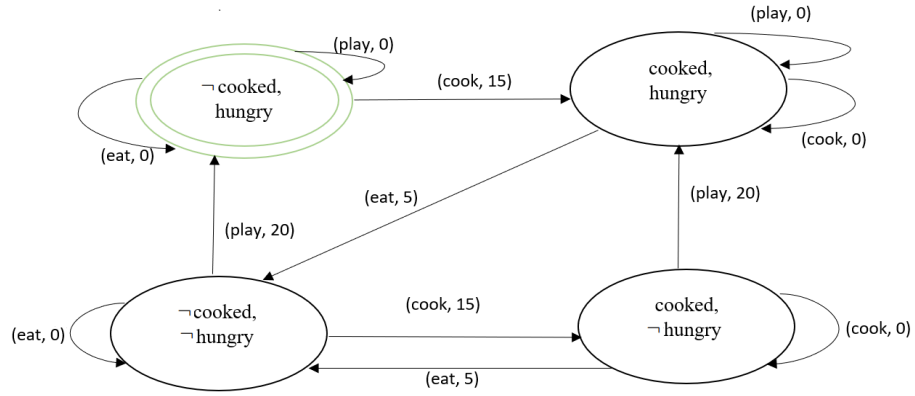 (play, 0)
(play, 0)
¬ cooked,
hungry
(cook, 15)
cooked,
hungry
(cook, 0)
(eat, 0)
(eat, 5)
(play, 20)
(play, 20)
¬cooked,
¬hungry
(cook, 15)
cooked,
¬hungry
(eat, 0)
(cook, 0)
(eat, 5)